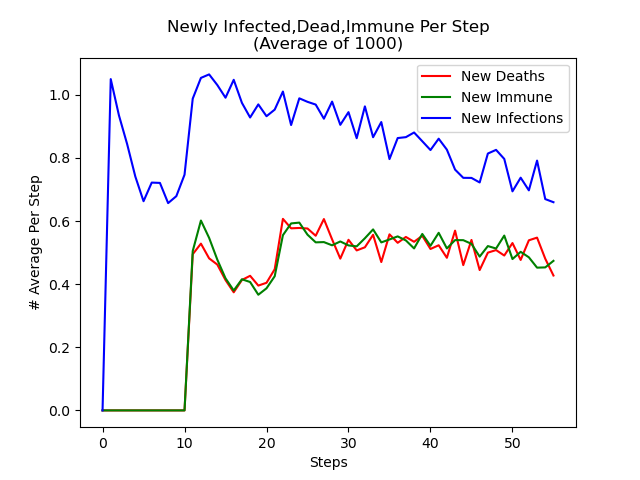 Newly Infected,Dead,Immune Per Step
(Average of 1000)
New Deaths
New Immune
New Infections
# Average Per Step
1.0
0.8
0.6
0.4
0.2
0.0
0 10 20 30 40 50
Steps